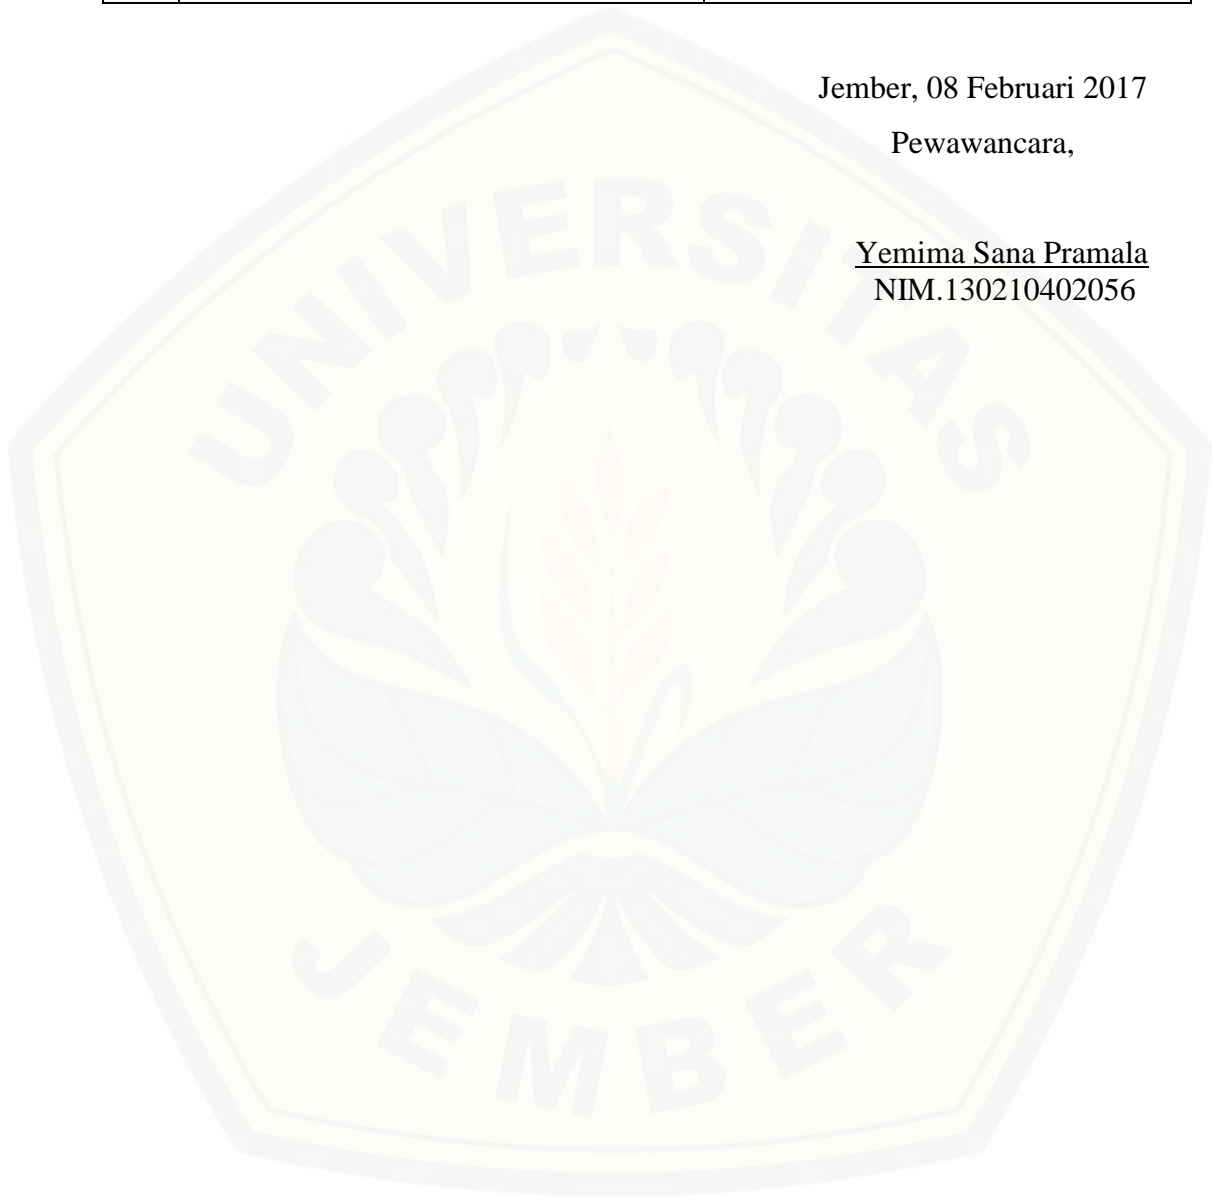 Jember, 08 Februari 2017
Pewawancara,
Yemima Sana Pramala
NIM.130210402056
UNIVERSITAS
JEMBER